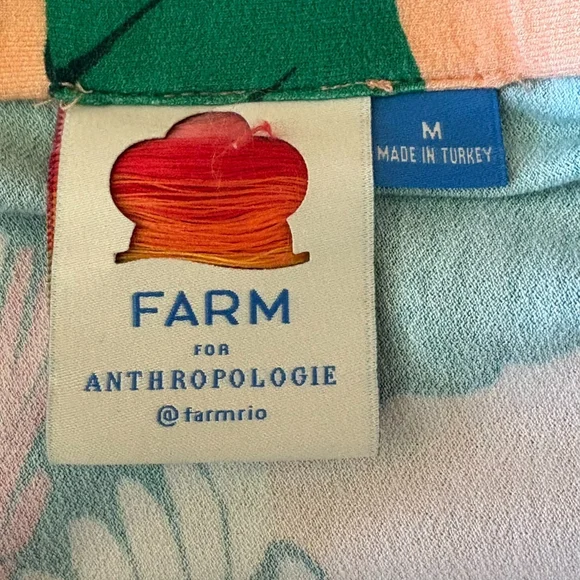 FARM
FOR
ANTHROPOLOGIE
@farmrio
M
MADE IN TURKEY